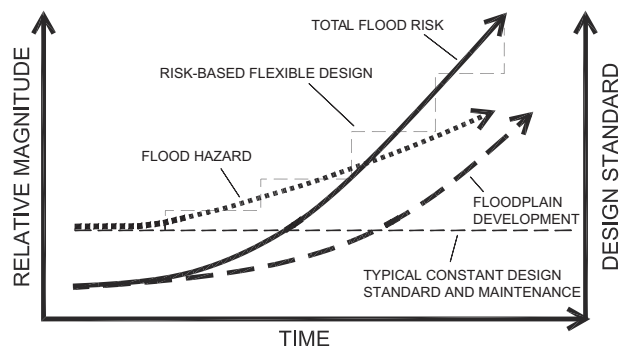 TOTAL FLOOD RISK
RISK-BASED FLEXIBLE DESIGN
FLOOD HAZARD
FLOODPLAIN
DEVELOPMENT
TYPICAL CONSTANT DESIGN
STANDARD AND MAINTENANCE
RELATIVE MAGNITUDE
DESIGN STANDARD
TIME